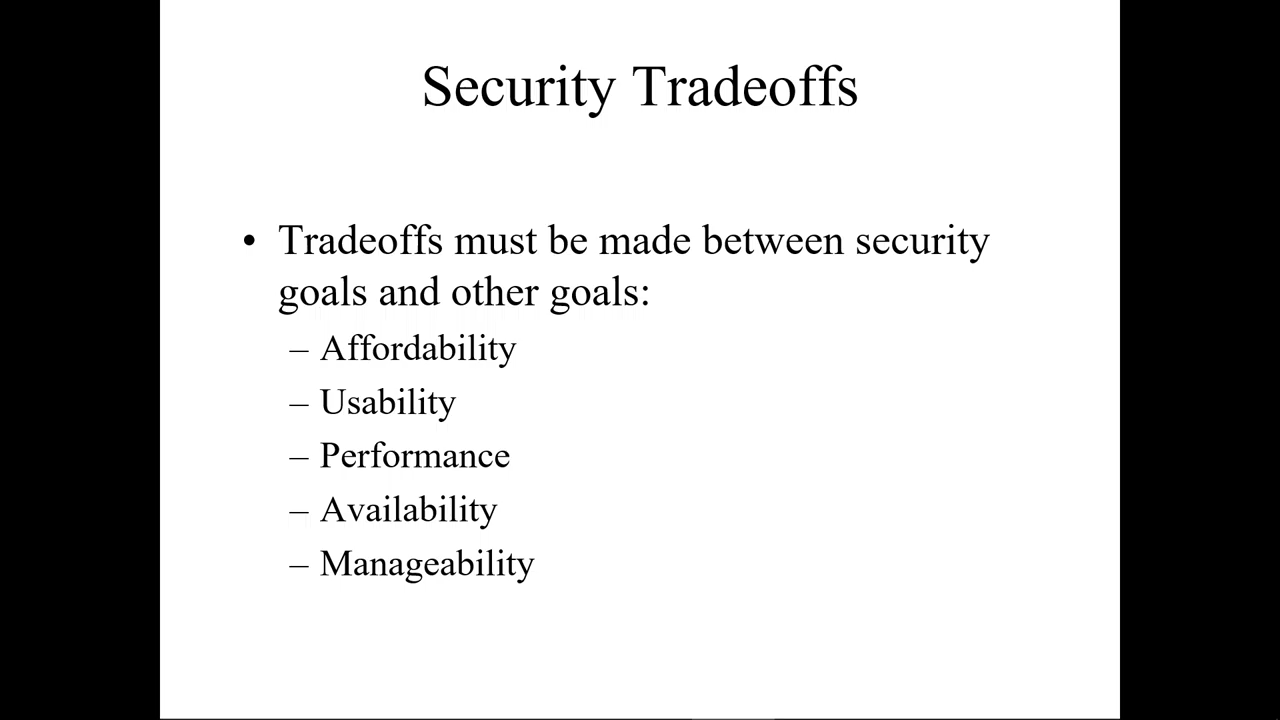 Security Tradeoffs
• Tradeoffs must be made between security
goals and other goals:
– Affordability
– Usability
– Performance
– Availability
– Manageability